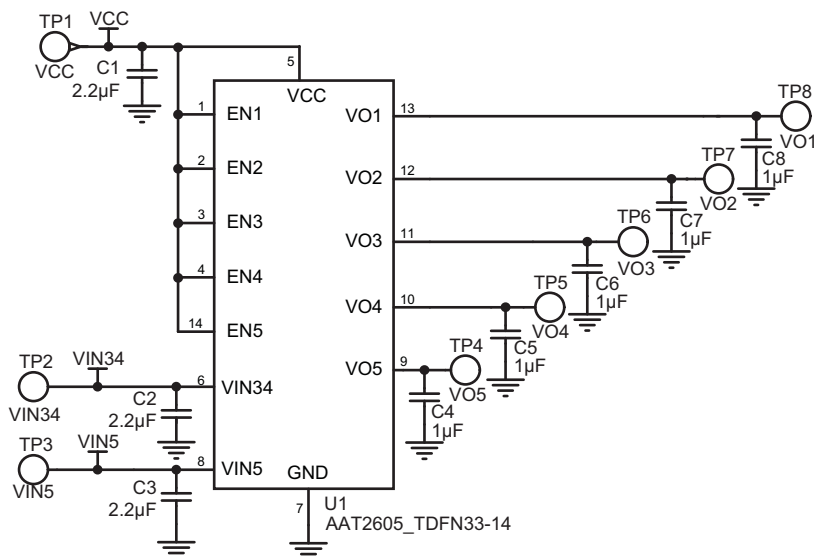 TP1
VCC
VCC
C1
2.2µF
5
VCC
1
EN1
VO1
13
TP8
VO1
C8
1µF
2
EN2
VO2
12
TP7
VO2
C7
1µF
3
EN3
VO3
11
TP6
VO3
C6
1µF
4
EN4
VO4
10
TP5
VO4
C5
1µF
14
EN5
VO5
9
TP4
VO5
C4
1µF
TP2
VIN34
VIN34
C2
2.2µF
6
VIN34
TP3
VIN5
VIN5
C3
2.2µF
8
VIN5
GND
7
U1
AAT2605_TDFN33-14